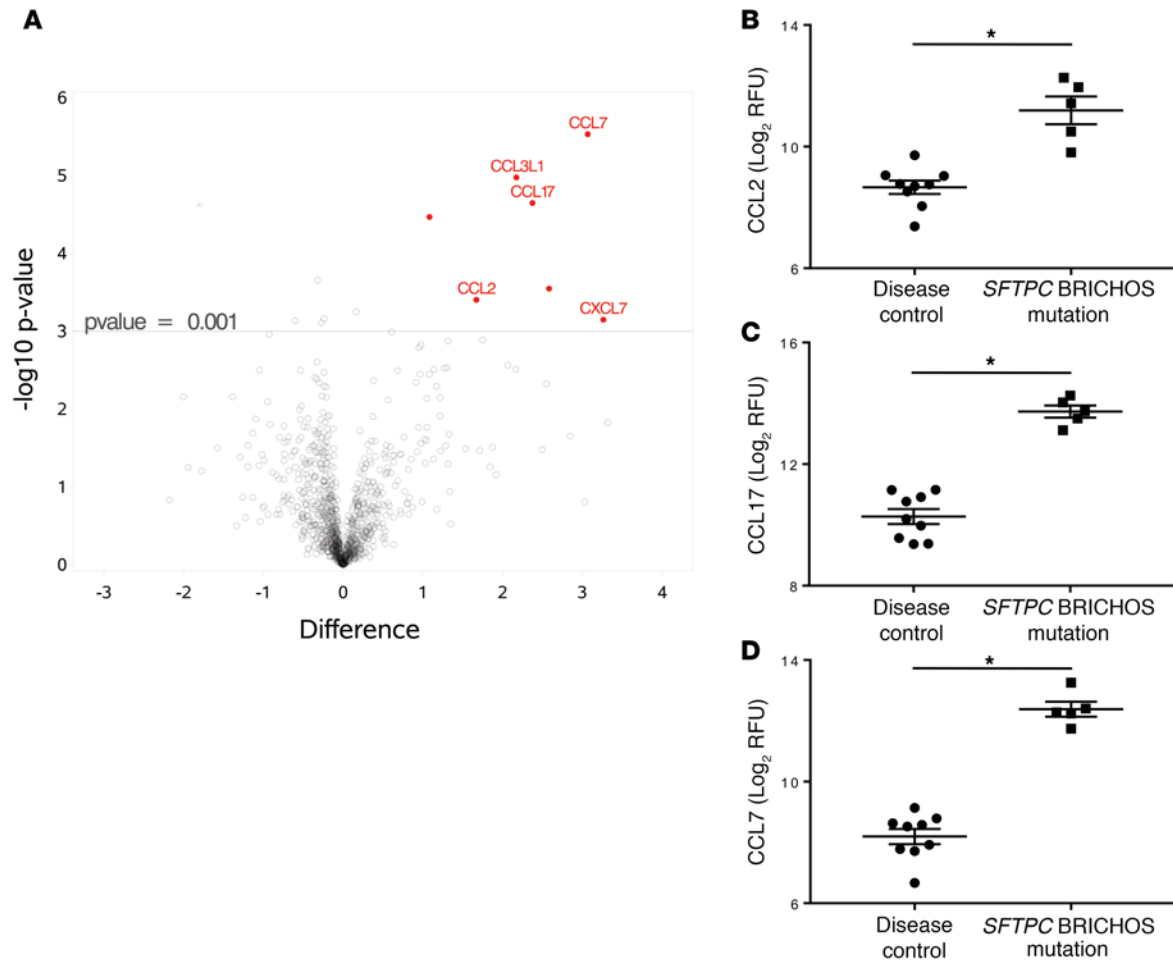 A
6
5
4
3
2
1
0
-log10 p-value
CCL7
CCL3L1
CCL17
CCL2
CXCL7
pvalue = 0.001
-3 -2 -1 0 1 2 3 4
Difference
B
14
10
6
CCL2 (Log2 RFU)
*
Disease
control
SFTPC BRICHOS
mutation
C
16
12
8
CCL17 (Log2 RFU)
*
Disease
control
SFTPC BRICHOS
mutation
D
14
10
6
CCL7 (Log2 RFU)
*
Disease
control
SFTPC BRICHOS
mutation